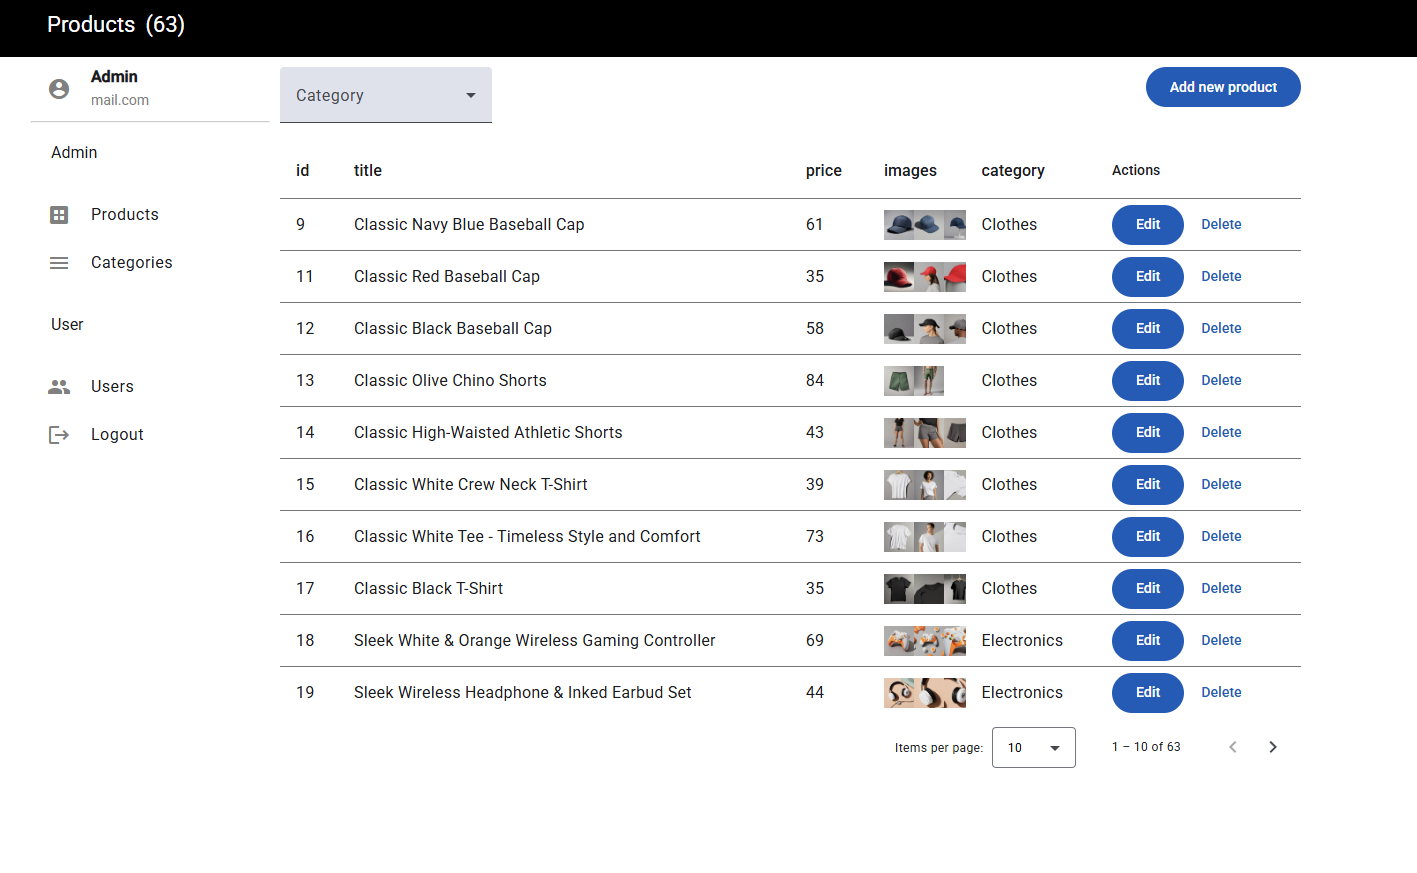 Products (63)
Admin
mail.com
Admin
Products
Categories
User
Users
Logout
Category
Add new product
id title price images category Actions
9 Classic Navy Blue Baseball Cap 61 Clothes Edit Delete
11 Classic Red Baseball Cap 35 Clothes Edit Delete
12 Classic Black Baseball Cap 58 Clothes Edit Delete
13 Classic Olive Chino Shorts 84 Clothes Edit Delete
14 Classic High-Waisted Athletic Shorts 43 Clothes Edit Delete
15 Classic White Crew Neck T-Shirt 39 Clothes Edit Delete
16 Classic White Tee - Timeless Style and Comfort 73 Clothes Edit Delete
17 Classic Black T-Shirt 35 Clothes Edit Delete
18 Sleek White & Orange Wireless Gaming Controller 69 Electronics Edit Delete
19 Sleek Wireless Headphone & Inked Earbud Set 44 Electronics Edit Delete
Items per page: 10 1 – 10 of 63